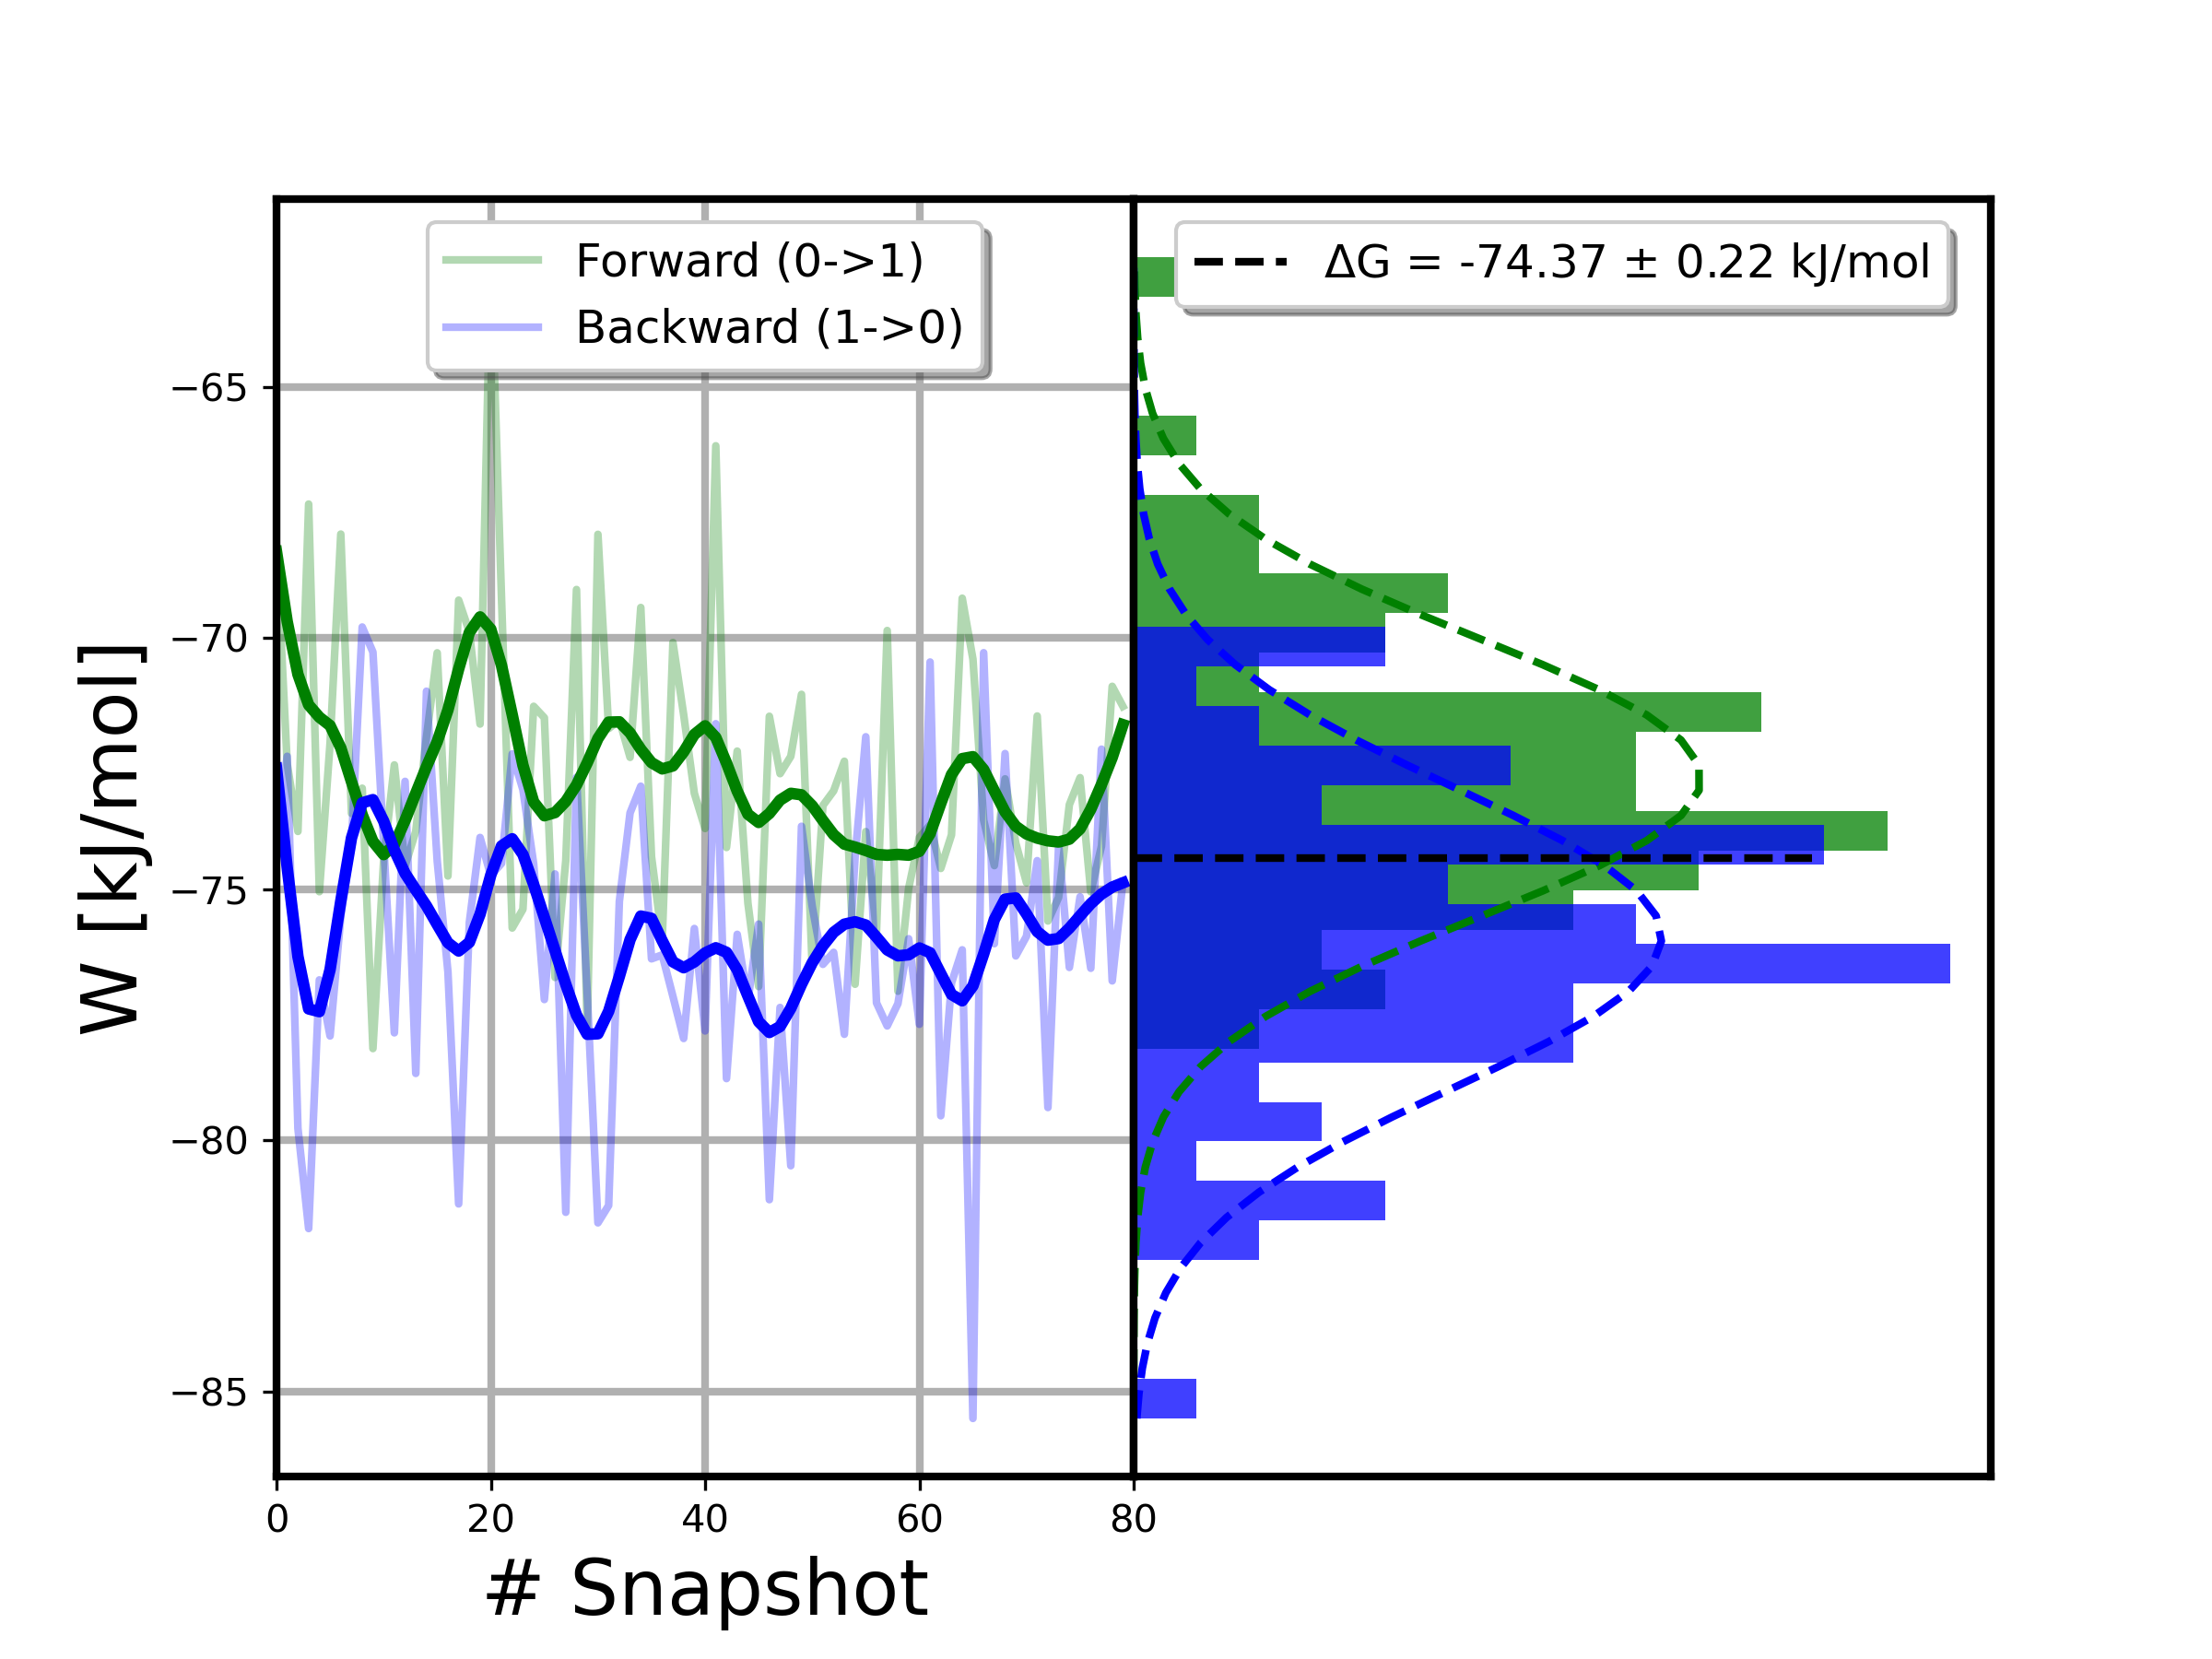 Forward (0->1)
Backward (1->0)
ΔG = -74.37 ± 0.22 kJ/mol
W [kJ/mol]
−65
−70
−75
−80
−85
0 20 40 60 80
# Snapshot